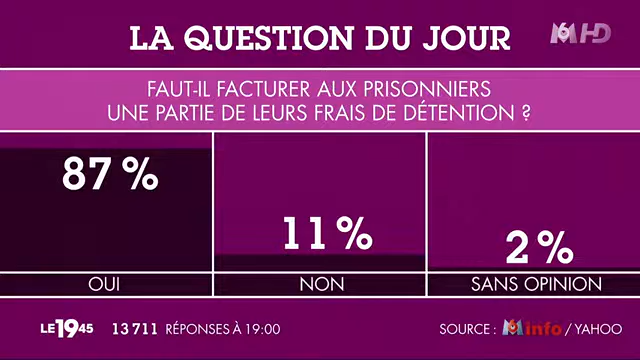 LA QUESTION DU JOUR
M6 HD
FAUT-IL FACTURER AUX PRISONNIERS
UNE PARTIE DE LEURS FRAIS DE DÉTENTION ?
87 %
11 %
2 %
OUI
NON
SANS OPINION
LE 19 45
13 711 RÉPONSES À 19:00
SOURCE : M6 info / YAHOO